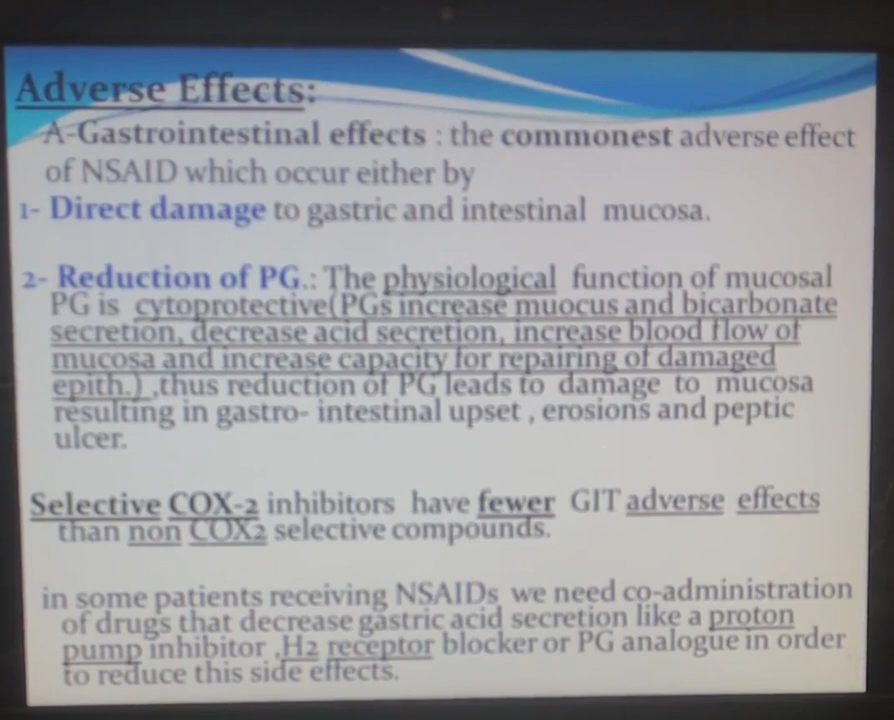 Adverse Effects:
A-Gastrointestinal effects : the commonest adverse effect
of NSAID which occur either by
1- Direct damage to gastric and intestinal mucosa.
2- Reduction of PG.: The physiological function of mucosal
PG is cytoprotective(PGs increase muocus and bicarbonate
secretion, decrease acid secretion, increase blood flow of
mucosa and increase capacity for repairing of damaged
epith.) ,thus reduction of PG leads to damage to mucosa
resulting in gastro- intestinal upset , erosions and peptic
ulcer.
Selective COX-2 inhibitors have fewer GIT adverse effects
than non COX2 selective compounds.
in some patients receiving NSAIDs we need co-administration
of drugs that decrease gastric acid secretion like a proton
pump inhibitor ,H2 receptor blocker or PG analogue in order
to reduce this side effects.